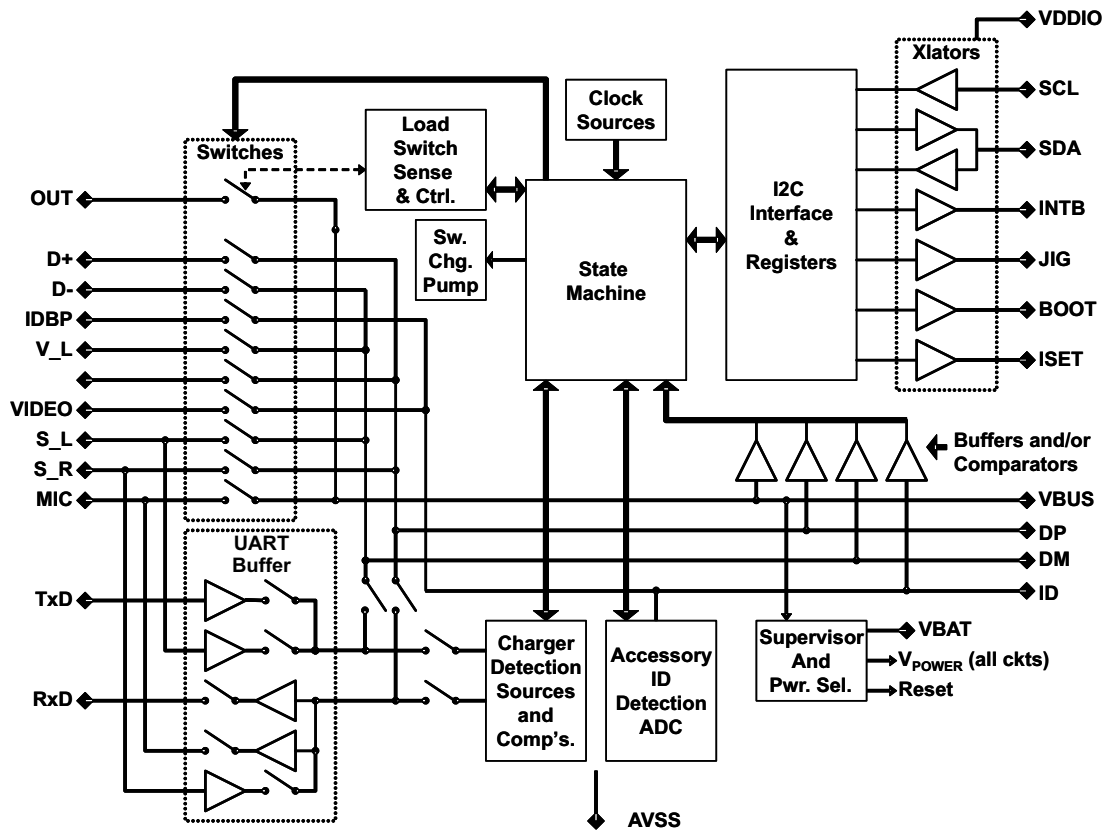 VDDIO
Xlators
SCL
SDA
INTB
JIG
BOOT
ISET
Clock
Sources
Load
Switch
Sense
& Ctrl.
Switches
OUT
D+
D-
IDBP
V_L
VIDEO
S_L
S_R
MIC
Sw.
Chg.
Pump
State
Machine
I2C
Interface
&
Registers
Buffers and/or
Comparators
VBUS
DP
DM
ID
UART
Buffer
TxD
RxD
Charger
Detection
Sources
and
Comp's.
Accessory
ID
Detection
ADC
Supervisor
And
Pwr. Sel.
VBAT
VPOWER (all ckts)
Reset
AVSS